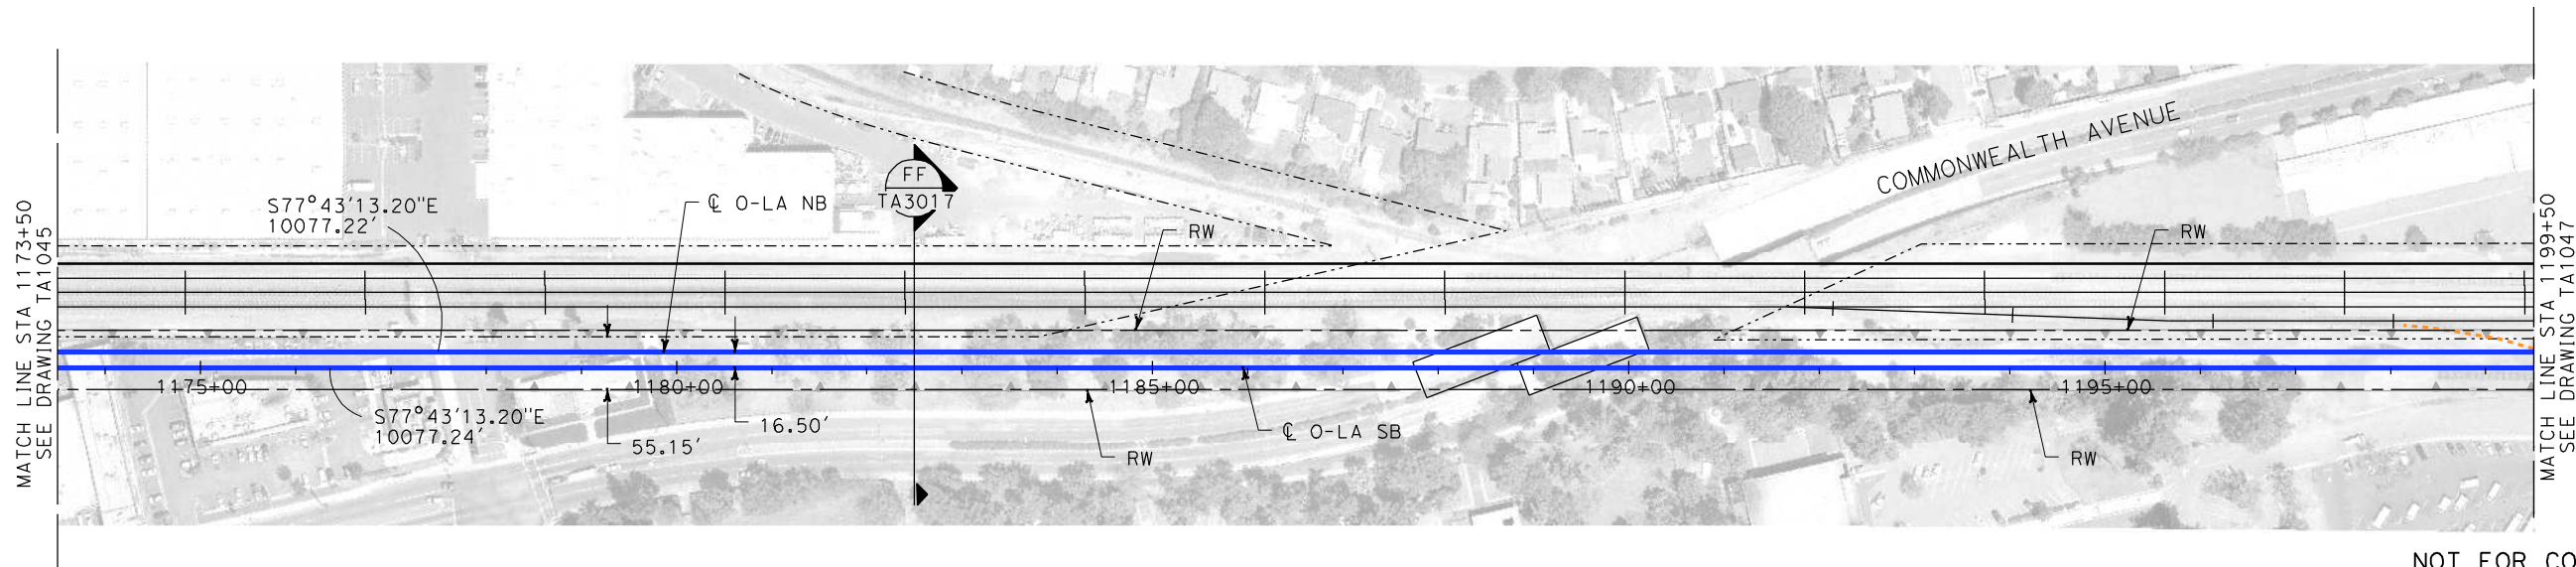 COMMONWEALTH AVENUE
FF
TA3017
S77°43'13.20"E
10077.22'
℄ O-LA NB
RW
RW
MATCH LINE STA 1173+50
SEE DRAWING TA1045
MATCH LINE STA 1199+50
SEE DRAWING TA1047
1175+00
1180+00
1185+00
1190+00
1195+00
S77°43'13.20"E
10077.24'
55.15'
16.50'
RW
℄ O-LA SB
RW
NOT FOR CO